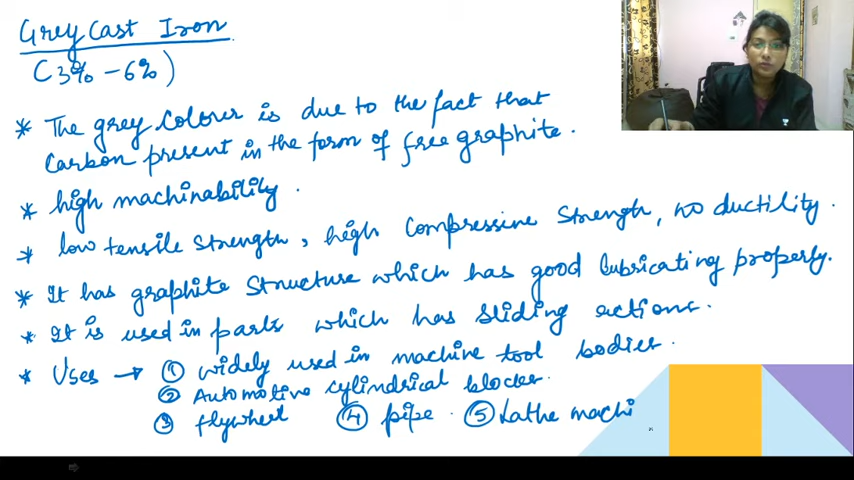 Grey Cast Iron
(3% - 6%)
* The grey colour is due to the fact that
carbon present in the form of free graphite.
* high machinability.
* low tensile strength, high compressive strength, no ductility.
* It has graphite structure which has good lubricating property.
* It is used in parts which has sliding actions.
* Uses → ① widely used in machine tool bodies.
② Automotive cylindrical blocks.
③ flywheel ④ pipe. ⑤ Lathe machi